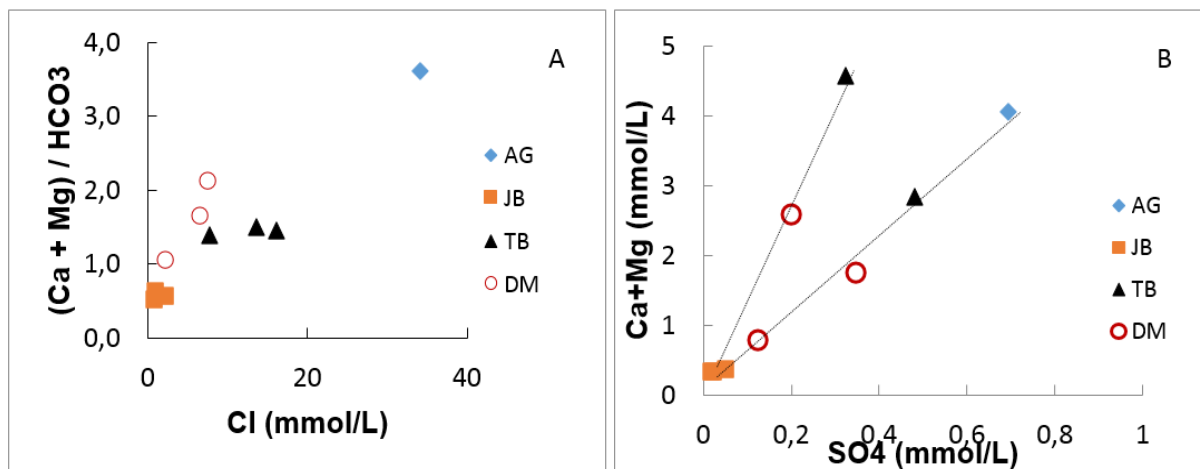 A
(Ca + Mg) / HCO3
4,0
3,0
2,0
1,0
0,0
0
20
40
Cl (mmol/L)
AG
JB
TB
DM
B
Ca+Mg (mmol/L)
5
4
3
2
1
0
0
0,2
0,4
0,6
0,8
1
SO4 (mmol/L)
AG
JB
TB
DM